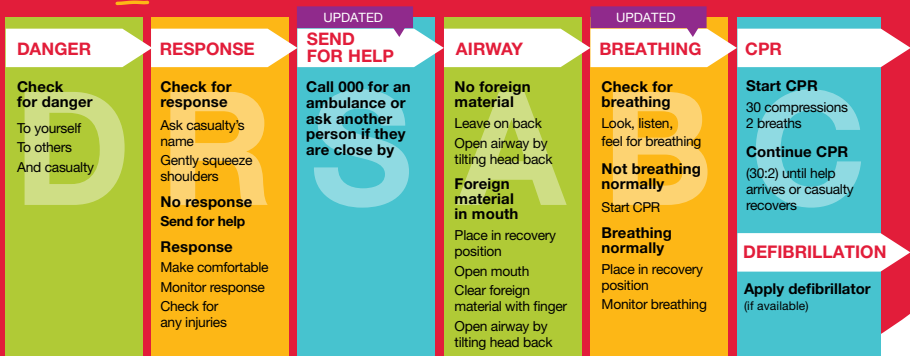 DANGER
Check
for danger
To yourself
To others
And casualty
D
RESPONSE
Check for
response
Ask casualty's
name
Gently squeeze
shoulders
No response
Send for help
Response
Make comfortable
Monitor response
Check for
any injuries
R
UPDATED
SEND
FOR HELP
Call 000 for an
ambulance or
ask another
person if they
are close by
S
AIRWAY
No foreign
material
Leave on back
Open airway by
tilting head back
Foreign
material
in mouth
Place in recovery
position
Open mouth
Clear foreign
material with finger
Open airway by
tilting head back
A
UPDATED
BREATHING
Check for
breathing
Look, listen,
feel for breathing
Not breathing
normally
Start CPR
Breathing
normally
Place in recovery
position
Monitor breathing
B
CPR
Start CPR
30 compressions
2 breaths
Continue CPR
(30:2) until help
arrives or casualty
recovers
C
DEFIBRILLATION
Apply defibrillator
(if available)